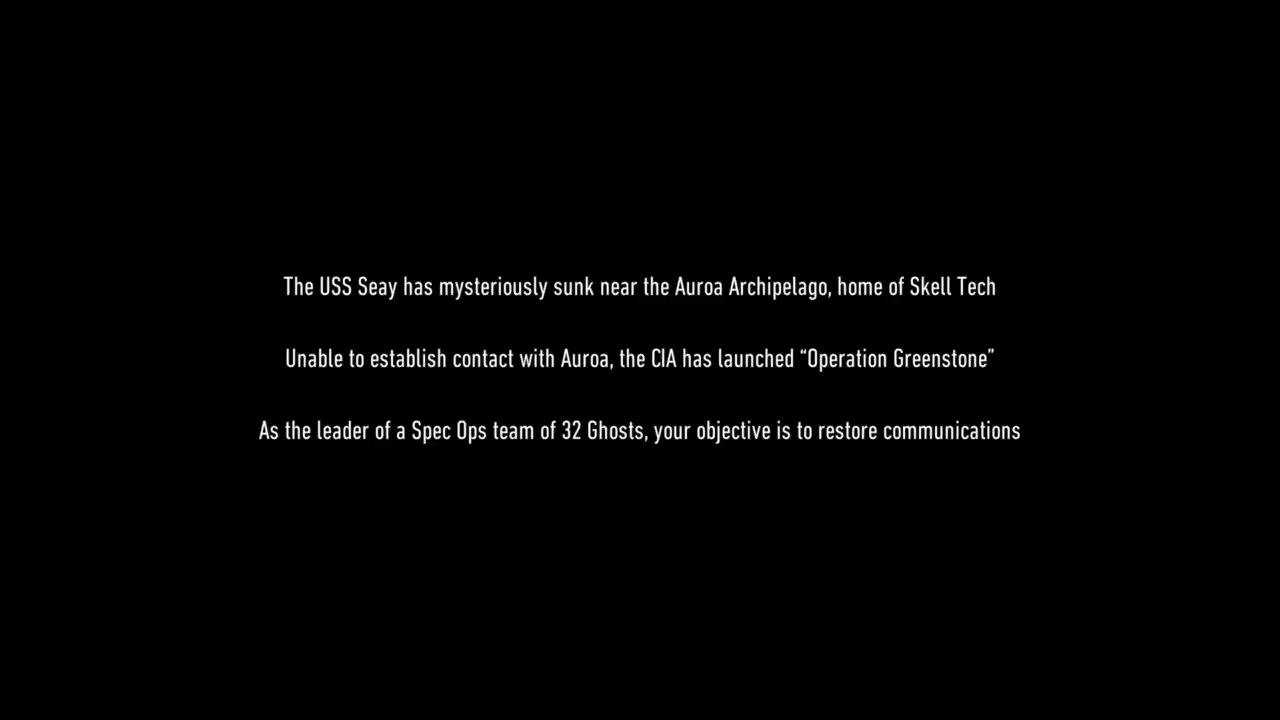 The USS Seay has mysteriously sunk near the Auroa Archipelago, home of Skell Tech
Unable to establish contact with Auroa, the CIA has launched “Operation Greenstone”
As the leader of a Spec Ops team of 32 Ghosts, your objective is to restore communications